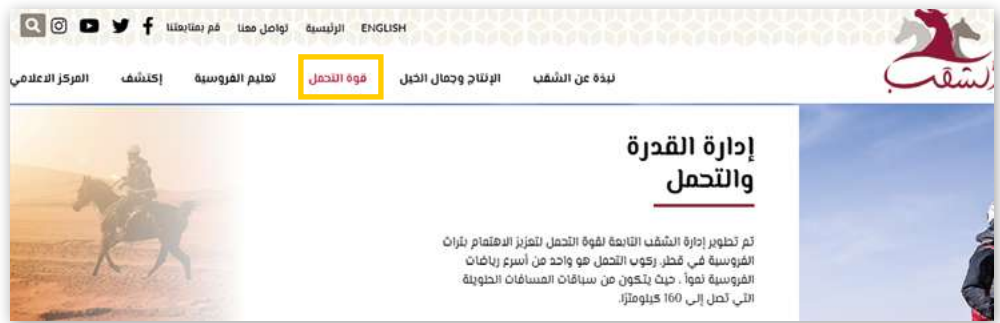 ENGLISH الرئيسية تواصل معنا قم بمتابعتنا
الشقب
نبذة عن الشقب الإنتاج وجمال الخيل قوة التحمل تعليم الفروسية إكتشف المركز الاعلامي
إدارة القدرة
والتحمل
تم تطوير إدارة الشقب التابعة لقوة التحمل لتعزيز الاهتمام بتراث
الفروسية في قطر. ركوب التحمل هو واحد من أسرع رياضات
الفروسية نمواً ، حيث يتكون من سباقات المسافات الطويلة
التي تصل إلى 160 كيلومترًا.